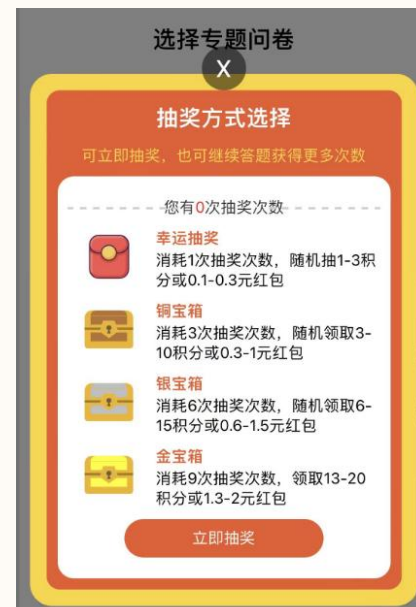 选择专题问卷
X
抽奖方式选择
可立即抽奖，也可继续答题获得更多次数
您有0次抽奖次数
幸运抽奖
消耗1次抽奖次数，随机抽1-3积
分或0.1-0.3元红包
铜宝箱
消耗3次抽奖次数，随机领取3-
10积分或0.3-1元红包
银宝箱
消耗6次抽奖次数，随机领取6-
15积分或0.6-1.5元红包
金宝箱
消耗9次抽奖次数，领取13-20
积分或1.3-2元红包
立即抽奖